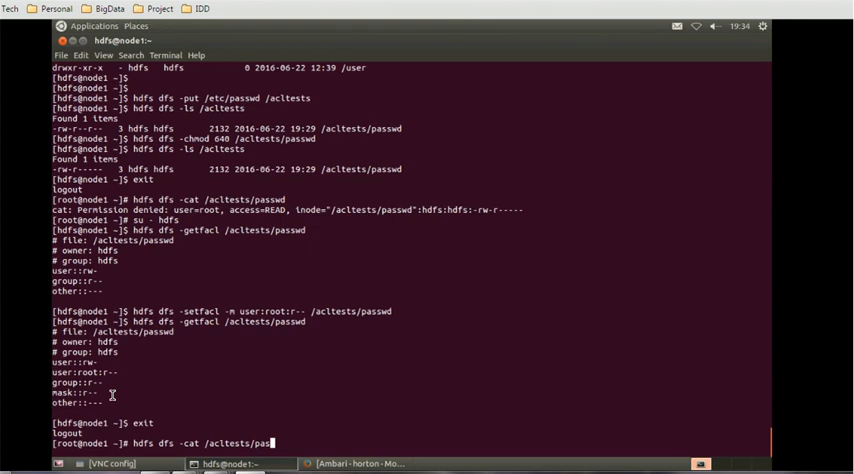 Tech Personal BigData Project IDD
Applications Places 19:34
hdfs@node1:~
File Edit View Search Terminal Help
drwxr-xr-x - hdfs hdfs 0 2016-06-22 12:39 /user
[hdfs@node1 ~]$
[hdfs@node1 ~]$
[hdfs@node1 ~]$ hdfs dfs -put /etc/passwd /acltests
[hdfs@node1 ~]$ hdfs dfs -ls /acltests
Found 1 items
-rw-r--r-- 3 hdfs hdfs 2132 2016-06-22 19:29 /acltests/passwd
[hdfs@node1 ~]$ hdfs dfs -chmod 640 /acltests/passwd
[hdfs@node1 ~]$ hdfs dfs -ls /acltests
Found 1 items
-rw-r----- 3 hdfs hdfs 2132 2016-06-22 19:29 /acltests/passwd
[hdfs@node1 ~]$ exit
logout
[root@node1 ~]# hdfs dfs -cat /acltests/passwd
cat: Permission denied: user=root, access=READ, inode="/acltests/passwd":hdfs:hdfs:-rw-r-----
[root@node1 ~]# su - hdfs
[hdfs@node1 ~]$ hdfs dfs -getfacl /acltests/passwd
# file: /acltests/passwd
# owner: hdfs
# group: hdfs
user::rw-
group::r--
other::---
[hdfs@node1 ~]$ hdfs dfs -setfacl -m user:root:r-- /acltests/passwd
[hdfs@node1 ~]$ hdfs dfs -getfacl /acltests/passwd
# file: /acltests/passwd
# owner: hdfs
# group: hdfs
user::rw-
user:root:r--
group::r--
mask::r--
other::---
[hdfs@node1 ~]$ exit
logout
[root@node1 ~]# hdfs dfs -cat /acltests/pas
[VNC config] hdfs@node1:~ [Ambari - horton - Mo...